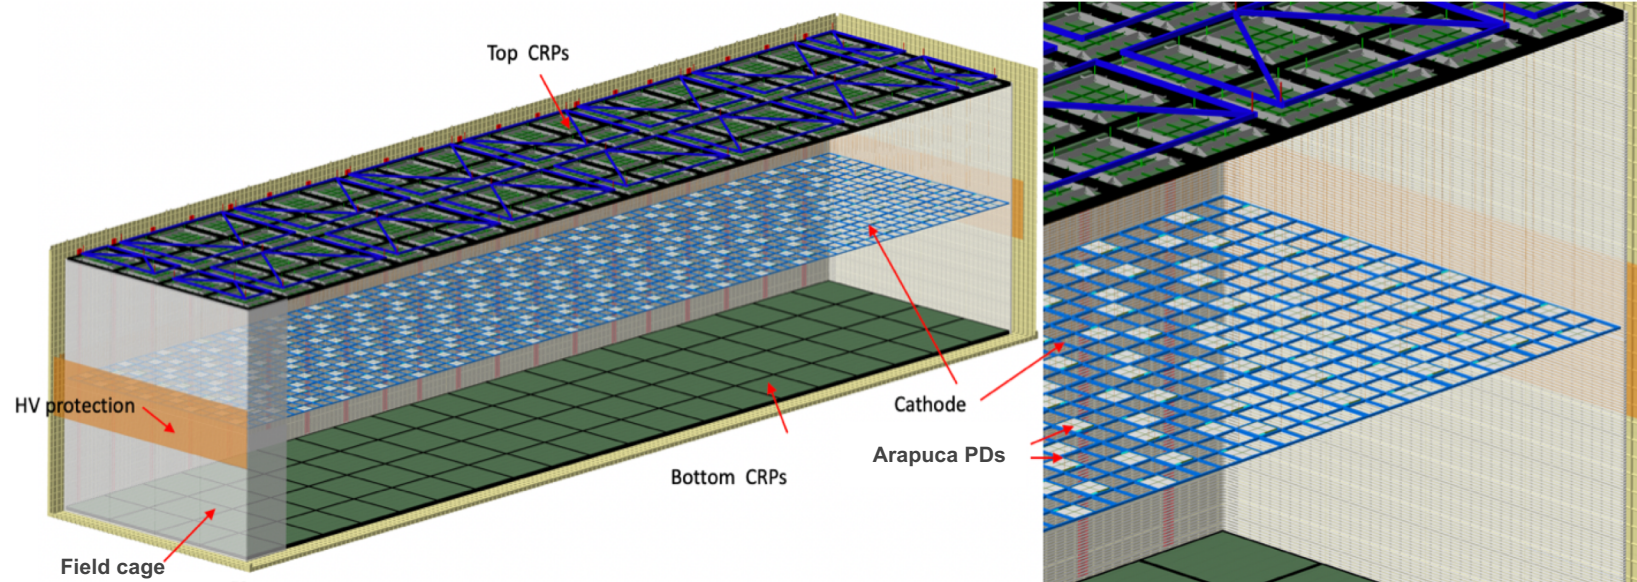 Top CRPs
HV protection
Cathode
Arapuca PDs
Bottom CRPs
Field cage